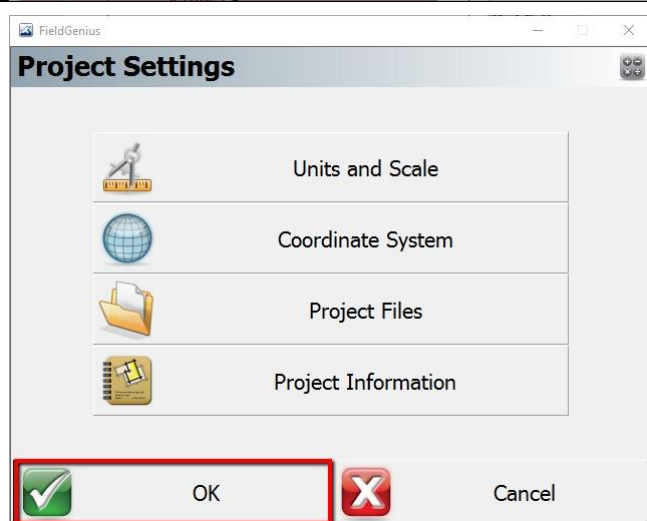 FieldGenius
Project Settings
Units and Scale
Coordinate System
Project Files
Project Information
OK
Cancel